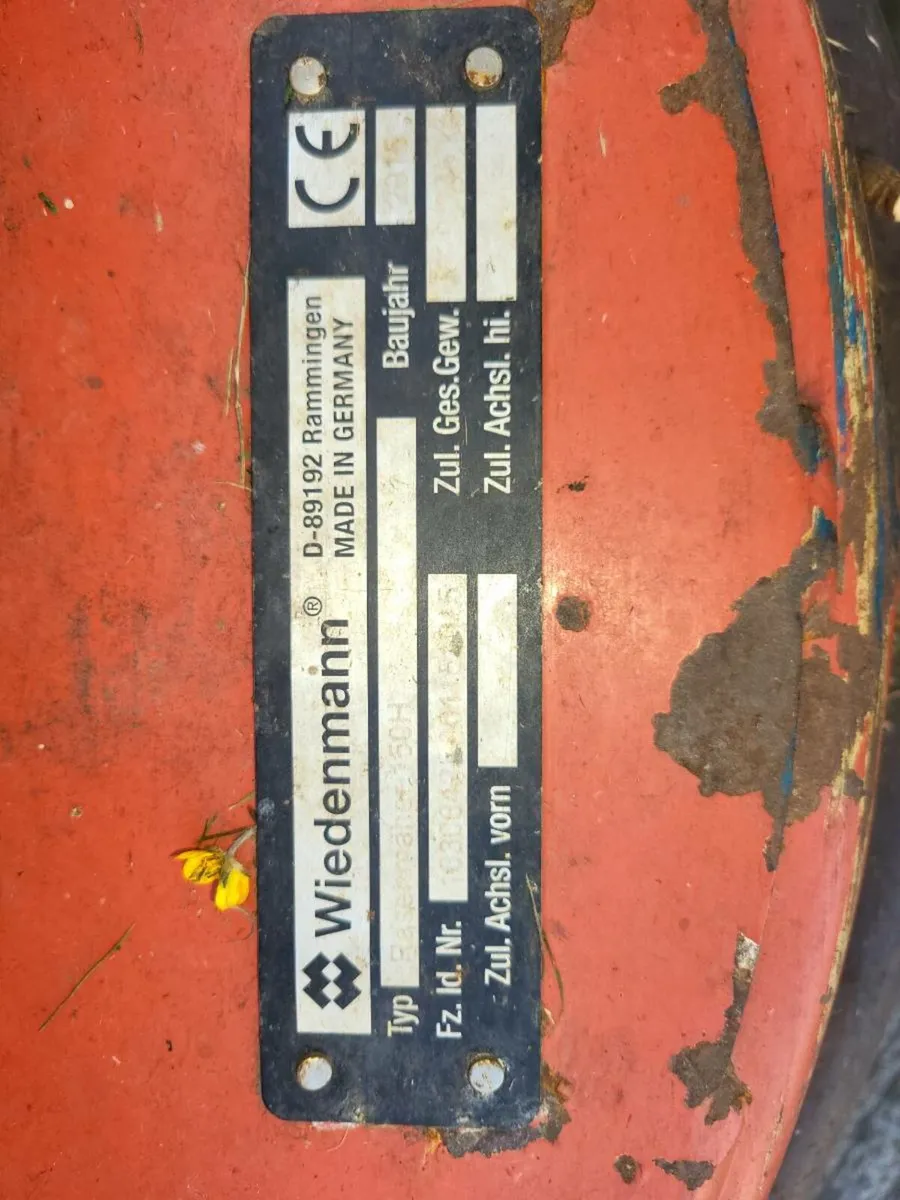 Wiedenmann® D-89192 Rammingen
MADE IN GERMANY
CE
Typ Baujahr 2015
Fz. Id. Nr. Zul. Ges.Gew.
Zul. Achsl. vorn Zul. Achsl. hi.